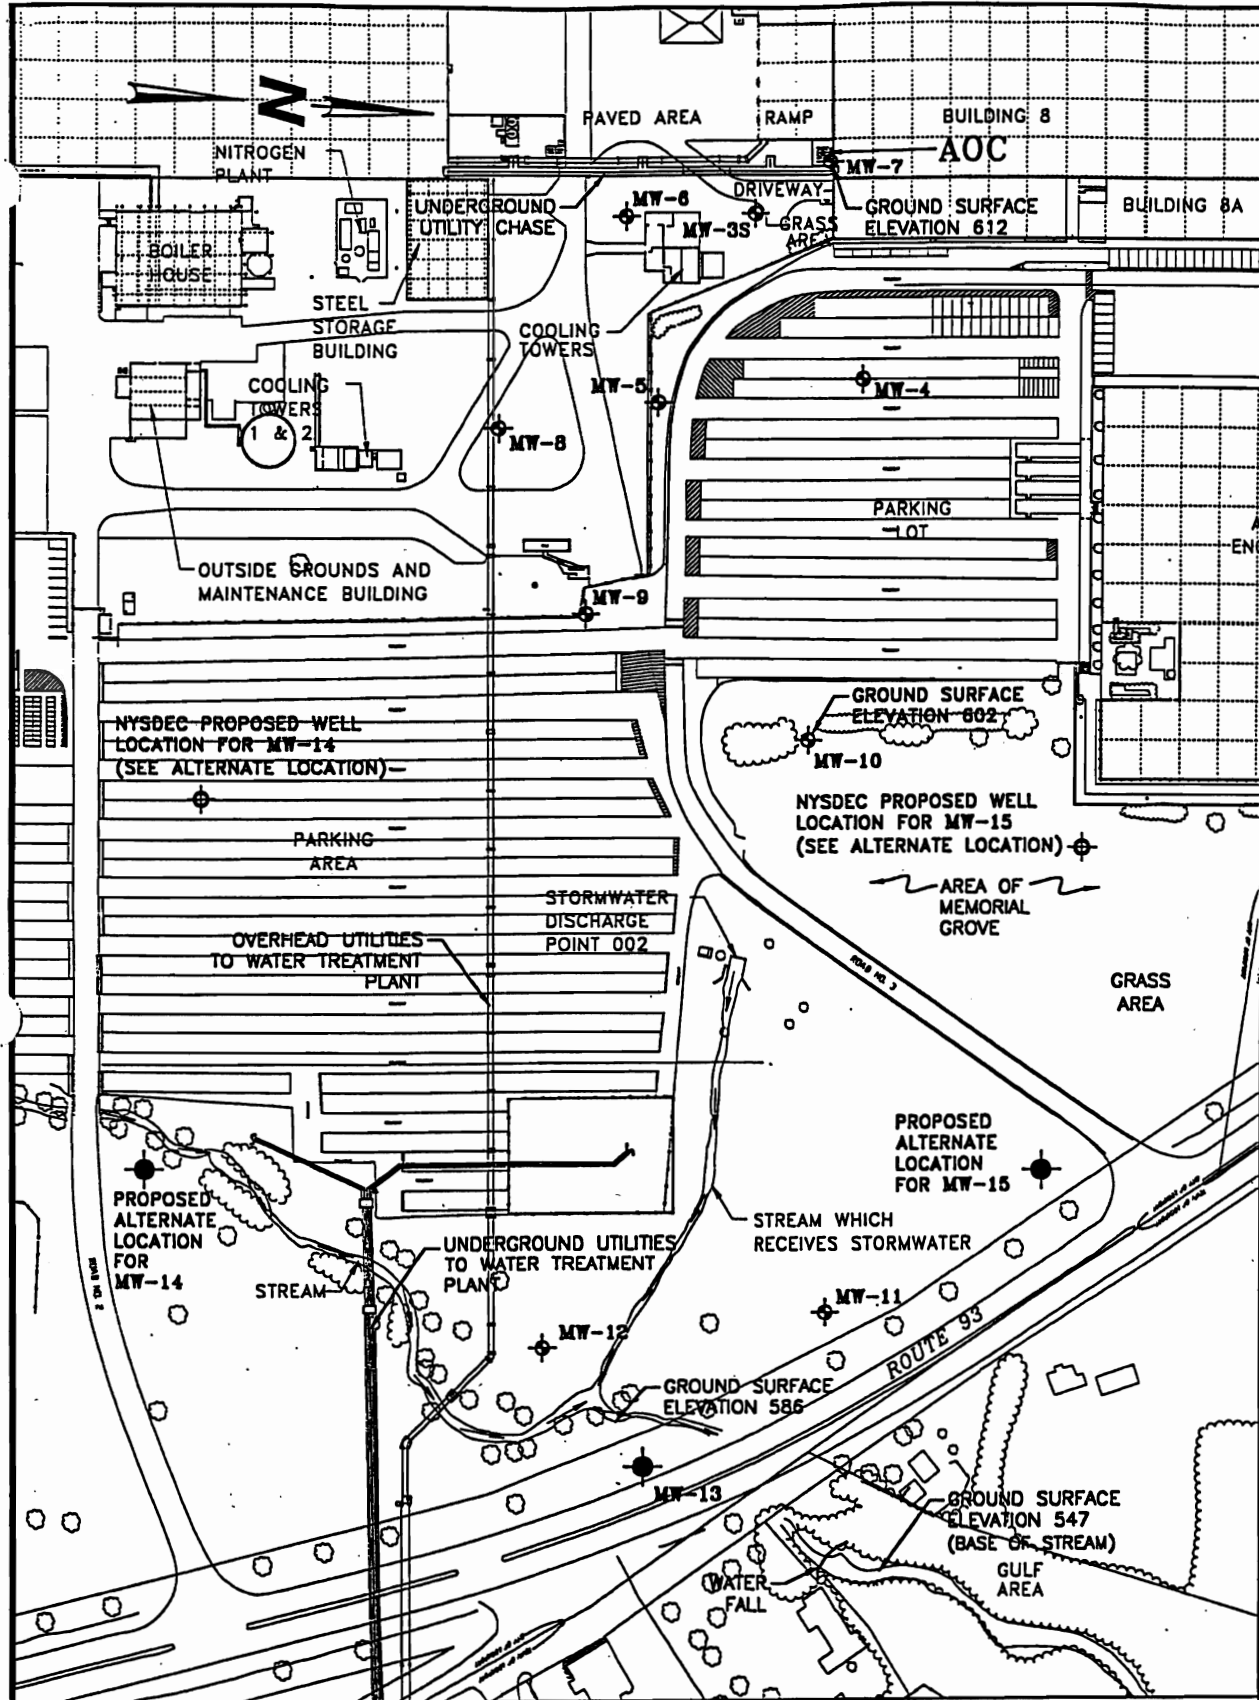 N
PAVED AREA
RAMP
BUILDING 8
AOC
NITROGEN
PLANT
MW-7
UNDERGROUND
UTILITY CHASE
MW-6
MW-3S
DRIVEWAY
GRASS
AREA
GROUND SURFACE
ELEVATION 612
BUILDING 8A
BOILER
HOUSE
STEEL
STORAGE
BUILDING
COOLING
TOWERS
COOLING
TOWERS
1 & 2
MW-5
MW-4
MW-8
PARKING
LOT
OUTSIDE GROUNDS AND
MAINTENANCE BUILDING
MW-9
GROUND SURFACE
ELEVATION 602
MW-10
NYSDEC PROPOSED WELL
LOCATION FOR MW-14
(SEE ALTERNATE LOCATION)
NYSDEC PROPOSED WELL
LOCATION FOR MW-15
(SEE ALTERNATE LOCATION)
PARKING
AREA
AREA OF
MEMORIAL
GROVE
STORMWATER
DISCHARGE
POINT 002
OVERHEAD UTILITIES
TO WATER TREATMENT
PLANT
ROAD NO. 3
GRASS
AREA
PROPOSED
ALTERNATE
LOCATION
FOR MW-15
PROPOSED
ALTERNATE
LOCATION
FOR
MW-14
STREAM WHICH
RECEIVES STORMWATER
UNDERGROUND UTILITIES
TO WATER TREATMENT
PLANT
STREAM
ROAD NO. 2
MW-11
MW-12
ROUTE 93
GROUND SURFACE
ELEVATION 586
MW-13
GROUND SURFACE
ELEVATION 547
(BASE OF STREAM)
GULF
AREA
WATER
FALL